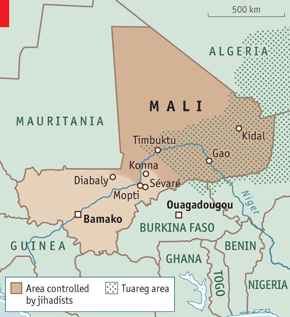 500 km
ALGERIA
MALI
MAURITANIA
Timbuktu
Kidal
Konna
Gao
Diabaly
Sévaré
Mopti
Niger
Bamako
Ouagadougou
BURKINA FASO
GUINEA
BENIN
GHANA
TOGO
NIGERIA
Area controlled
by jihadists
Tuareg area